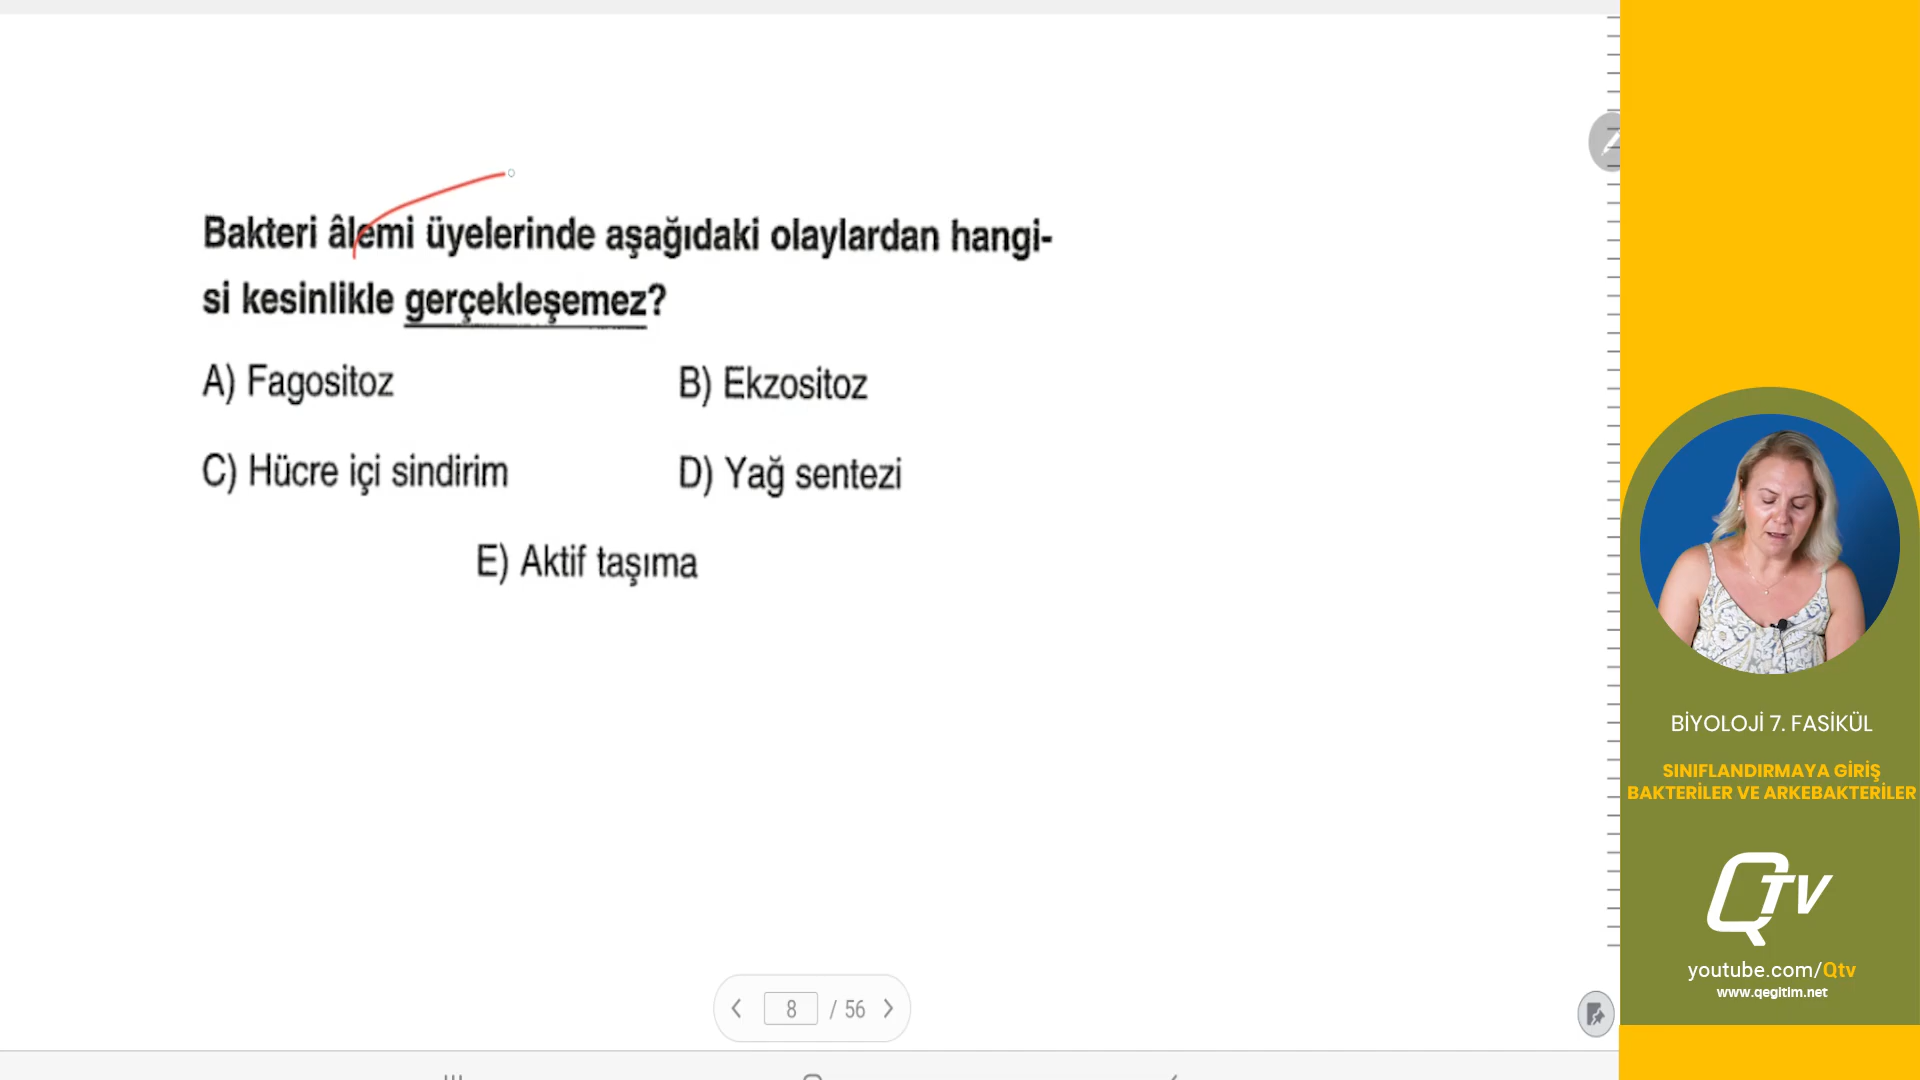 Bakteri âlemi üyelerinde aşağıdaki olaylardan hangi-
si kesinlikle gerçekleşemez?
A) Fagositoz
B) Ekzositoz
C) Hücre içi sindirim
D) Yağ sentezi
E) Aktif taşıma
8 / 56
BİYOLOJİ 7. FASİKÜL
SINIFLANDIRMAYA GİRİŞ
BAKTERİLER VE ARKEBAKTERİLER
QTV
youtube.com/Qtv
www.qegitim.net